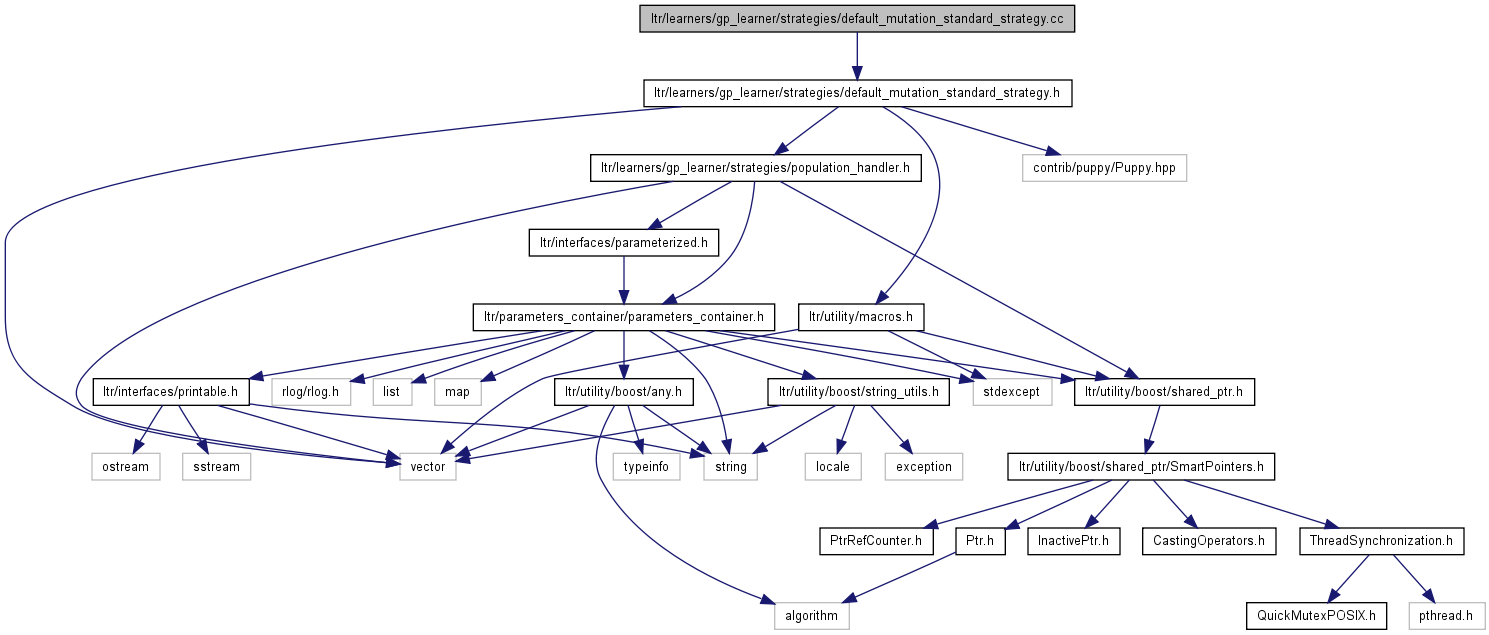 ltr/learners/gp_learner/strategies/default_mutation_standard_strategy.cc
ltr/learners/gp_learner/strategies/default_mutation_standard_strategy.h
ltr/learners/gp_learner/strategies/population_handler.h
contrib/puppy/Puppy.hpp
ltr/interfaces/parameterized.h
ltr/parameters_container/parameters_container.h
ltr/utility/macros.h
ltr/interfaces/printable.h
rlog/rlog.h
list
map
ltr/utility/boost/any.h
ltr/utility/boost/string_utils.h
stdexcept
ltr/utility/boost/shared_ptr.h
ostream
sstream
vector
typeinfo
string
locale
exception
ltr/utility/boost/shared_ptr/SmartPointers.h
PtrRefCounter.h
Ptr.h
InactivePtr.h
CastingOperators.h
ThreadSynchronization.h
algorithm
QuickMutexPOSIX.h
pthread.h